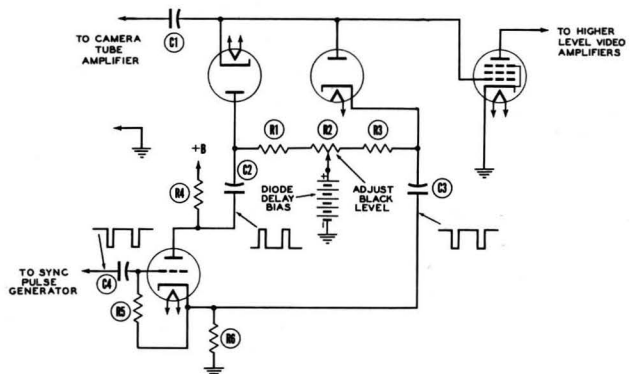 TO CAMERA
TUBE
AMPLIFIER
C1
TO HIGHER
LEVEL VIDEO
AMPLIFIERS
R1
R2
R3
+B
C2
R4
DIODE
DELAY
BIAS
+
-
ADJUST
BLACK
LEVEL
C3
TO SYNC
PULSE
GENERATOR
C4
R5
R6